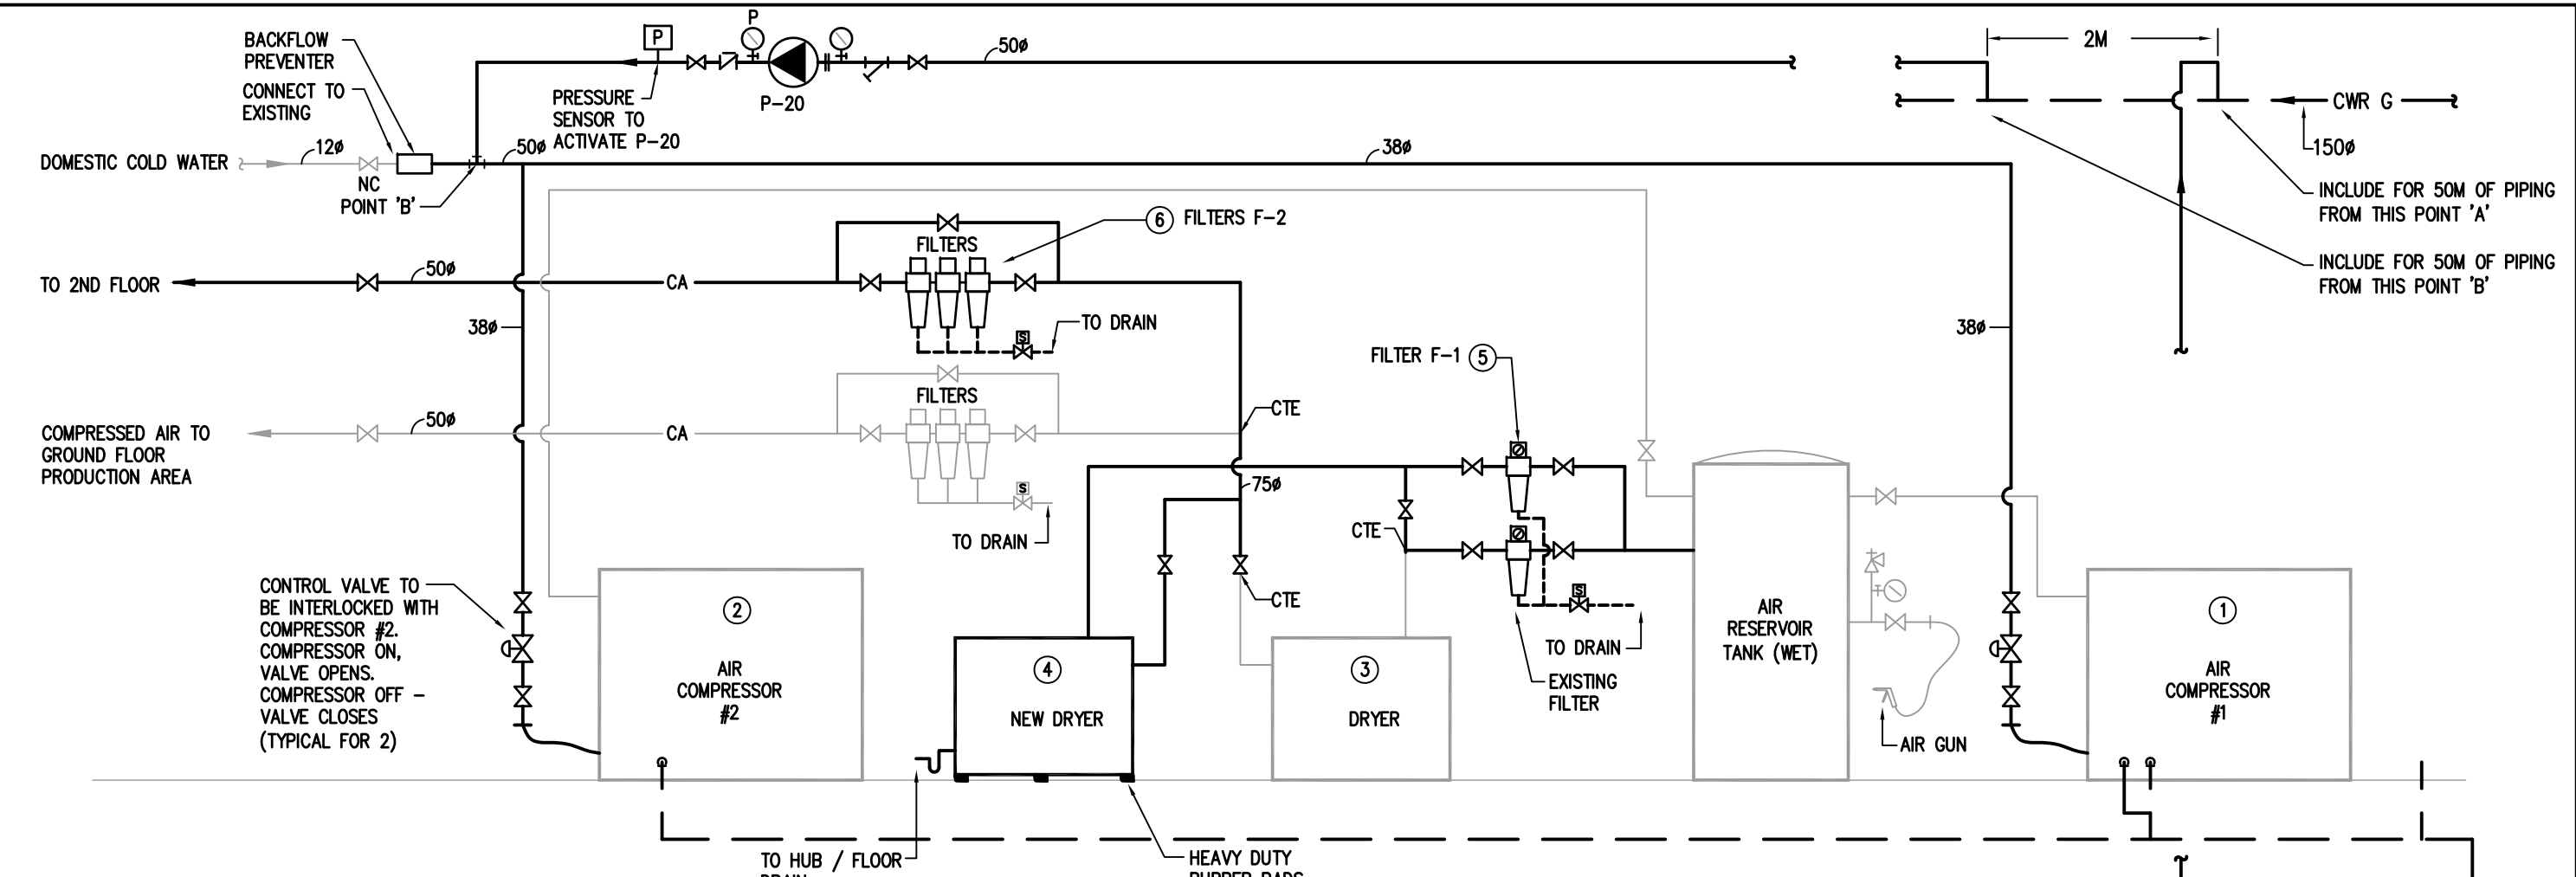 BACKFLOW
PREVENTER
CONNECT TO
EXISTING
P
P
P-20
50ø
PRESSURE
SENSOR TO
ACTIVATE P-20
2M
CWR G
150ø
DOMESTIC COLD WATER
12ø
NC
POINT 'B'
50ø
38ø
INCLUDE FOR 50M OF PIPING
FROM THIS POINT 'A'
INCLUDE FOR 50M OF PIPING
FROM THIS POINT 'B'
6 FILTERS F-2
FILTERS
TO 2ND FLOOR
50ø
CA
38ø
S
TO DRAIN
38ø
FILTER F-1 5
FILTERS
CTE
COMPRESSED AIR TO
GROUND FLOOR
PRODUCTION AREA
50ø
CA
75ø
S
TO DRAIN
CTE
CTE
S
TO DRAIN
EXISTING
FILTER
CONTROL VALVE TO
BE INTERLOCKED WITH
COMPRESSOR #2.
COMPRESSOR ON,
VALVE OPENS.
COMPRESSOR OFF -
VALVE CLOSES
(TYPICAL FOR 2)
2
AIR
COMPRESSOR
#2
4
NEW DRYER
3
DRYER
AIR
RESERVOIR
TANK (WET)
AIR GUN
1
AIR
COMPRESSOR
#1
TO HUB / FLOOR
HEAVY DUTY